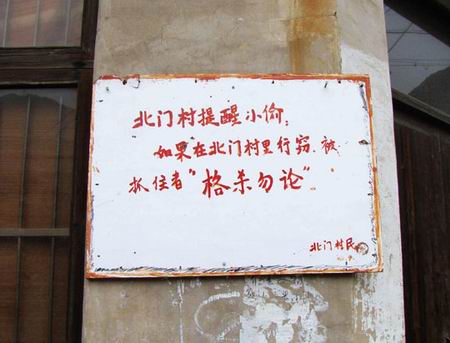 北门村提醒小偷,
如果在北门村里行窃、被
抓住者"格杀勿论"
北门村民